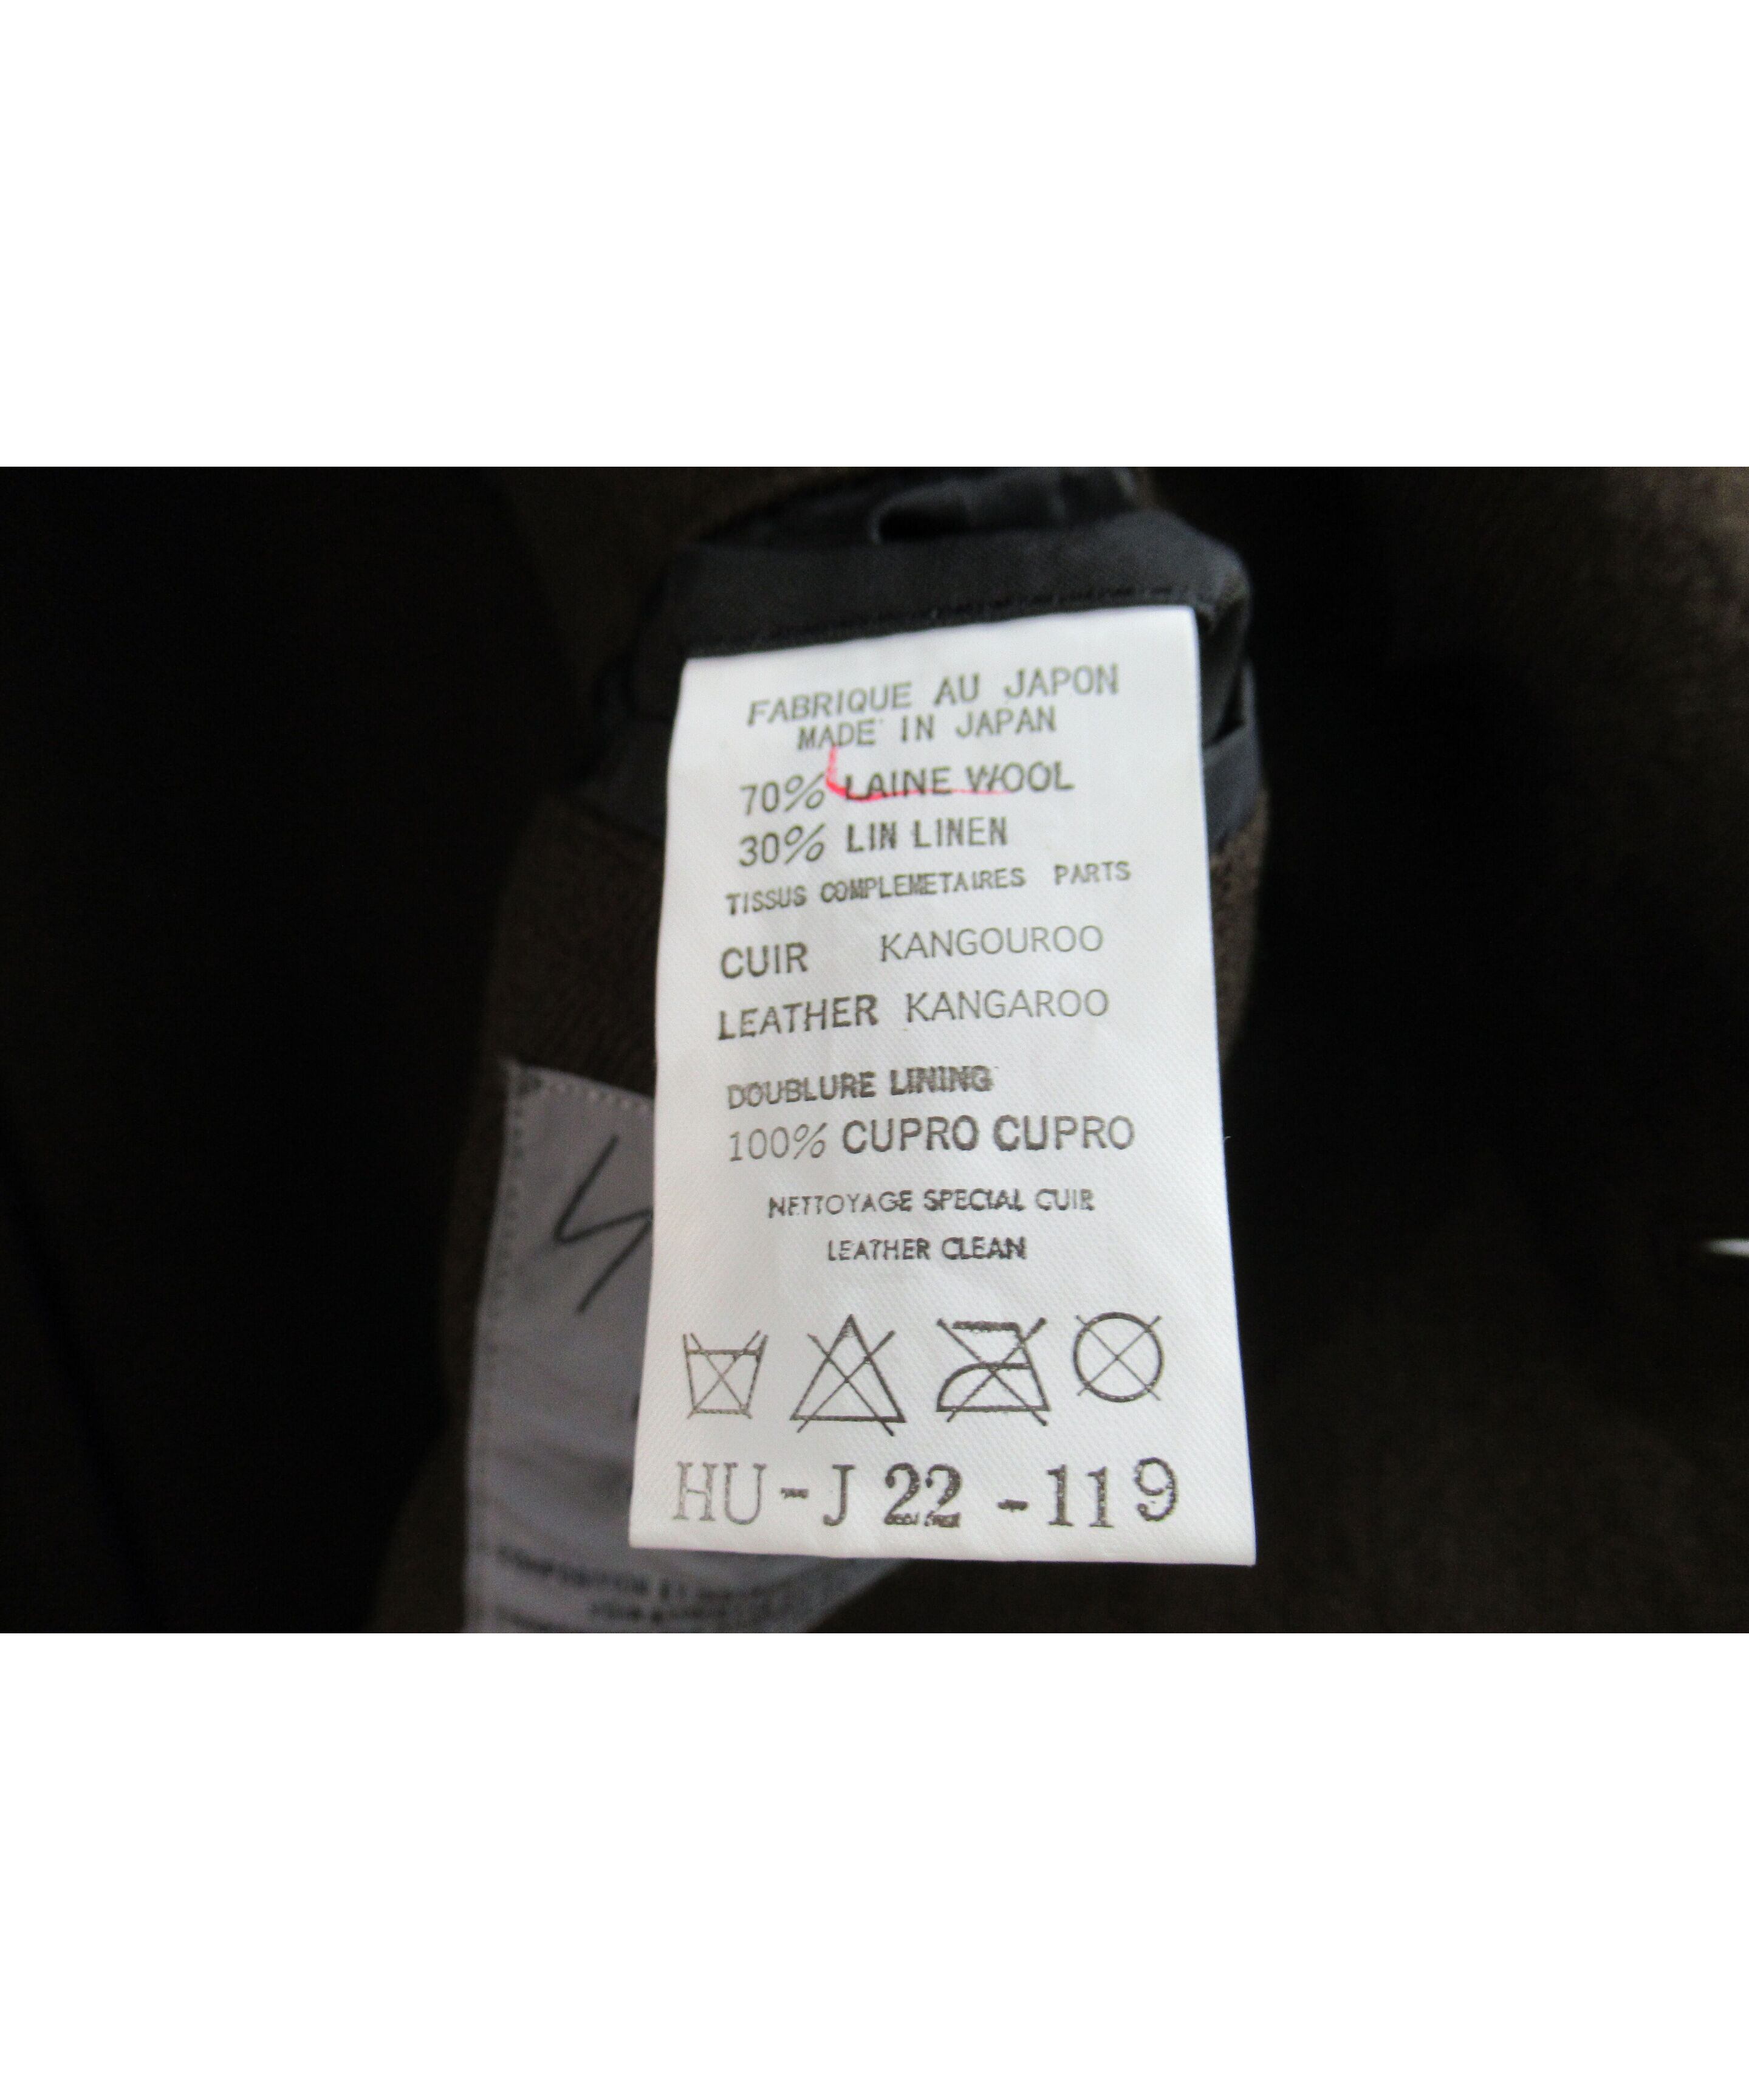 FABRIQUE AU JAPON
MADE IN JAPAN
70% LAINE WOOL
30% LIN LINEN
TISSUS COMPLEMETAIRES PARTS
CUIR KANGOUROO
LEATHER KANGAROO
DOUBLURE LINING
100% CUPRO CUPRO
NETTOYAGE SPECIAL CUIR
LEATHER CLEAN
HU-J 22-119